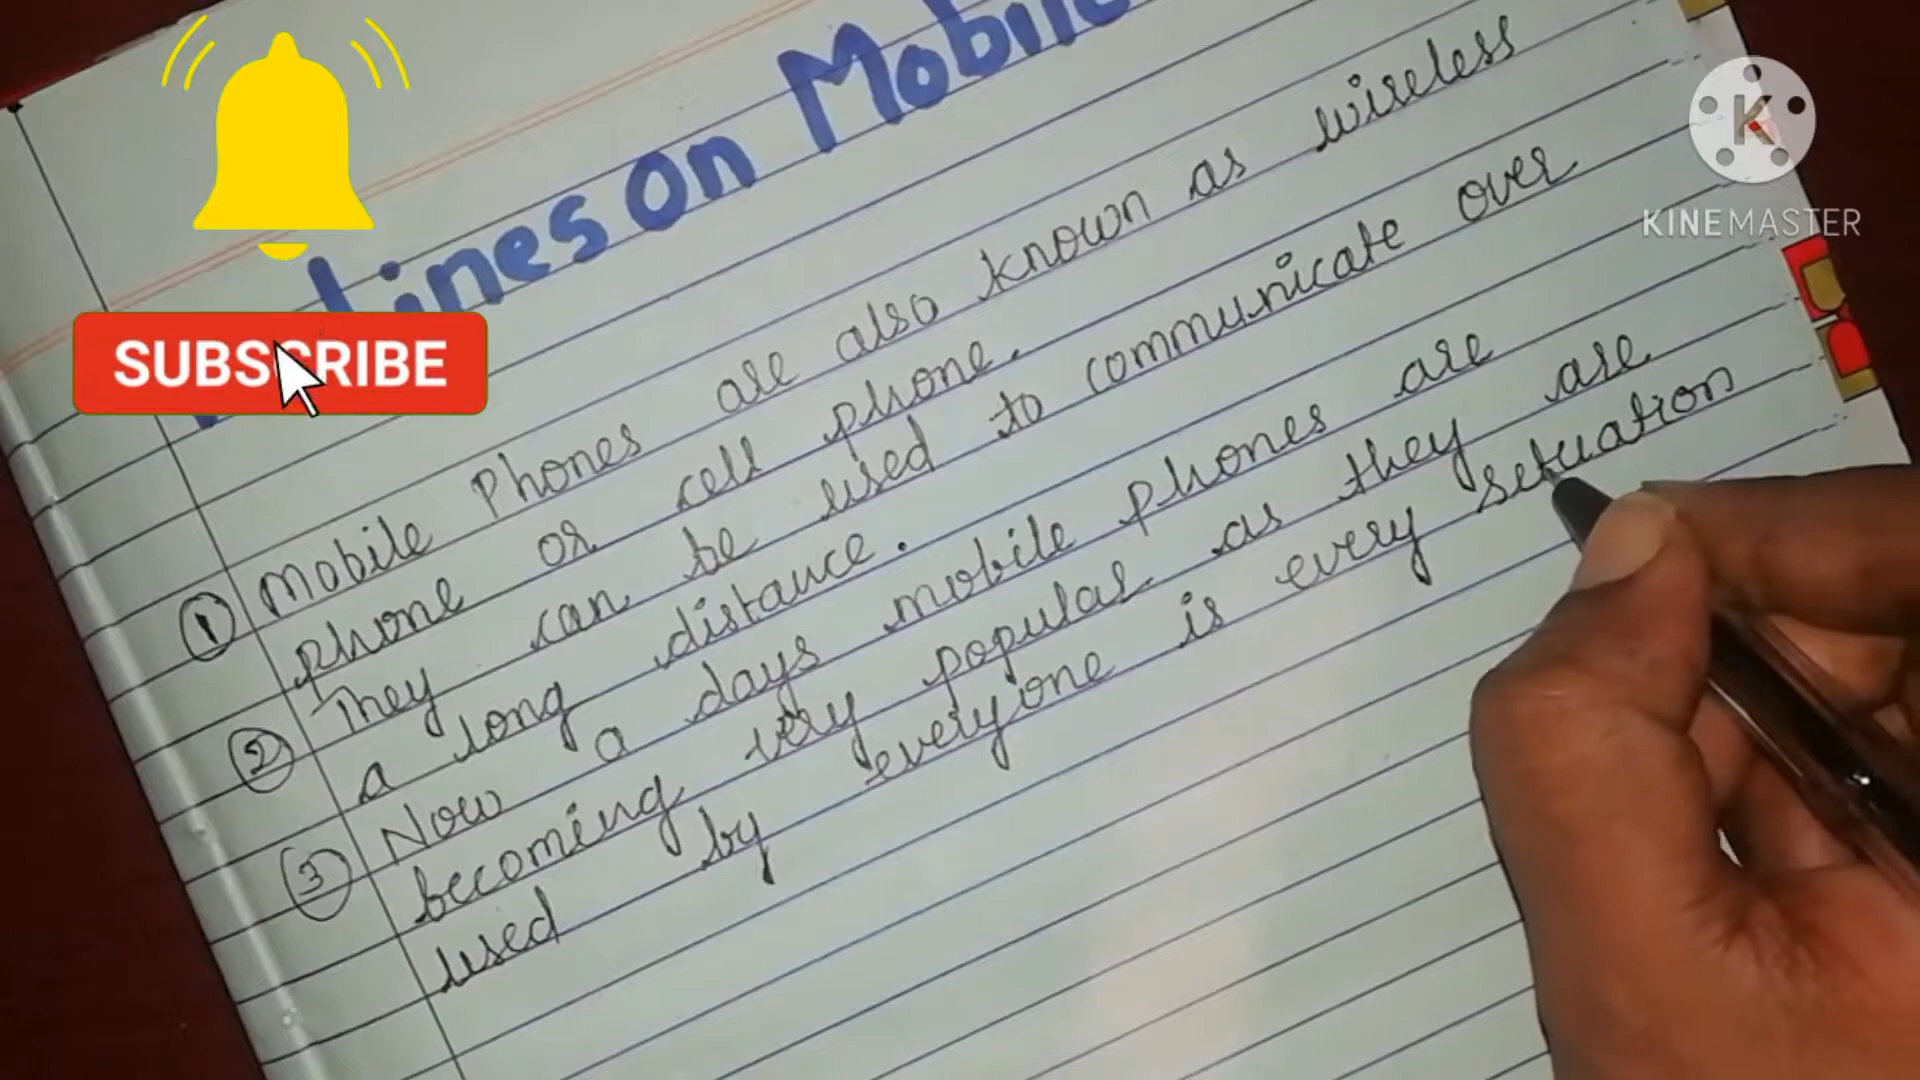 Lines on Mobile
SUBSCRIBE
KINEMASTER
① Mobile Phones are also known as wireless
phone or cell phone.
② They can be used to communicate over
a long distance.
③ Now a days mobile phones are
becoming very popular as they are
used by everyone is every setuation